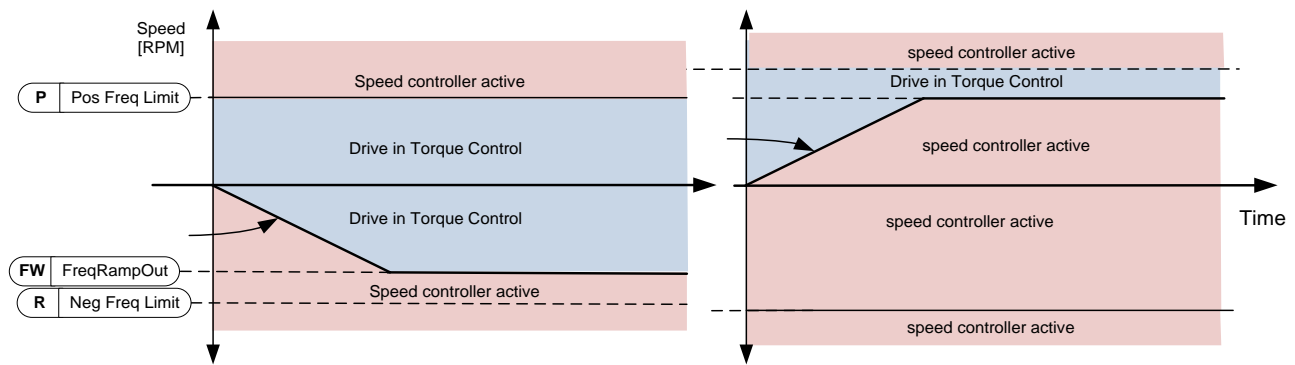 Speed
[RPM]
Speed controller active
P Pos Freq Limit
Drive in Torque Control
Drive in Torque Control
FW FreqRampOut
Speed controller active
R Neg Freq Limit
speed controller active
Drive in Torque Control
speed controller active
speed controller active
Time
speed controller active